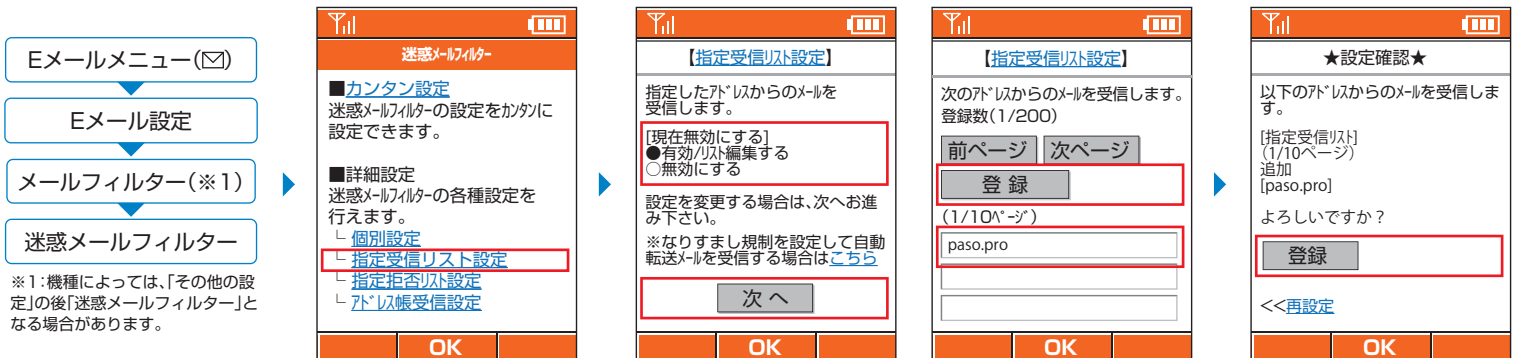 Eメールメニュー(✉)
Eメール設定
メールフィルター(※1)
迷惑メールフィルター
※1:機種によっては、「その他の設
定」の後「迷惑メールフィルター」と
なる場合があります。
迷惑ﾒｰﾙﾌｨﾙﾀｰ
■カンタン設定
迷惑ﾒｰﾙﾌｨﾙﾀｰの設定をｶﾝﾀﾝに
設定できます。
■詳細設定
迷惑ﾒｰﾙﾌｨﾙﾀｰの各種設定を
行えます。
└ 個別設定
└ 指定受信リスト設定
└ 指定拒否ﾘｽﾄ設定
└ ｱﾄﾞﾚｽ帳受信設定
OK
【指定受信ﾘｽﾄ設定】
指定したｱﾄﾞﾚｽからのﾒｰﾙを
受信します。
[現在無効にする]
●有効/ﾘｽﾄ編集する
○無効にする
設定を変更する場合は、次へお進
み下さい。
※なりすまし規制を設定して自動
転送ﾒｰﾙを受信する場合はこちら
次 へ
OK
【指定受信ﾘｽﾄ設定】
次のｱﾄﾞﾚｽからのﾒｰﾙを受信します。
登録数(1/200)
前ページ 次ページ
登 録
(1/10ﾍﾟｰｼﾞ)
paso.pro
OK
★設定確認★
以下のｱﾄﾞﾚｽからのﾒｰﾙを受信しま
す。
[指定受信ﾘｽﾄ]
(1/10ページ)
追加
[paso.pro]
よろしいですか？
登録
<<再設定
OK